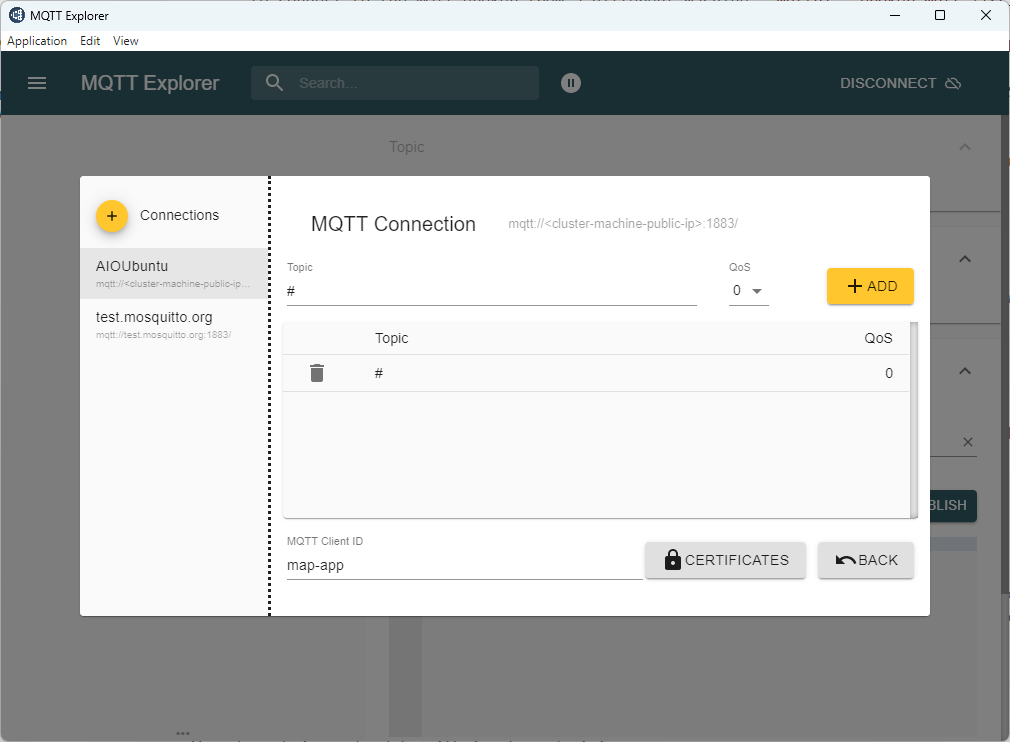 MQTT Explorer
Application Edit View
MQTT Explorer Search... DISCONNECT
Topic
Connections
AIOUbuntu
mqtt://<cluster-machine-public-ip...
test.mosquitto.org
mqtt://test.mosquitto.org:1883/
MQTT Connection mqtt://<cluster-machine-public-ip>:1883/
Topic QoS
# 0
+ ADD
Topic QoS
# 0
MQTT Client ID
map-app
CERTIFICATES BACK
BLISH
...